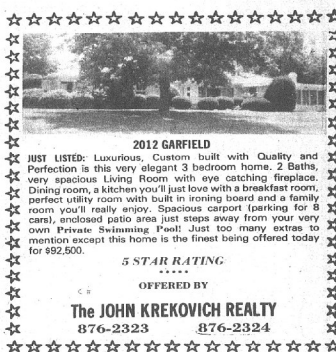 2012 GARFIELD
JUST LISTED: Luxurious, Custom built with Quality and
Perfection is this very elegant 3 bedroom home. 2 Baths,
very spacious Living Room with eye catching fireplace.
Dining room, a kitchen you'll just love with a breakfast room,
perfect utility room with built in ironing board and a family
room you'll really enjoy. Spacious carport (parking for 8
cars), enclosed patio area just steps away from your very
own Private Swimming Pool! Just too many extras to
mention except this home is the finest being offered today
for $92,500.
5 STAR RATING
*****
OFFERED BY
The JOHN KREKOVICH REALTY
876-2323 876-2324